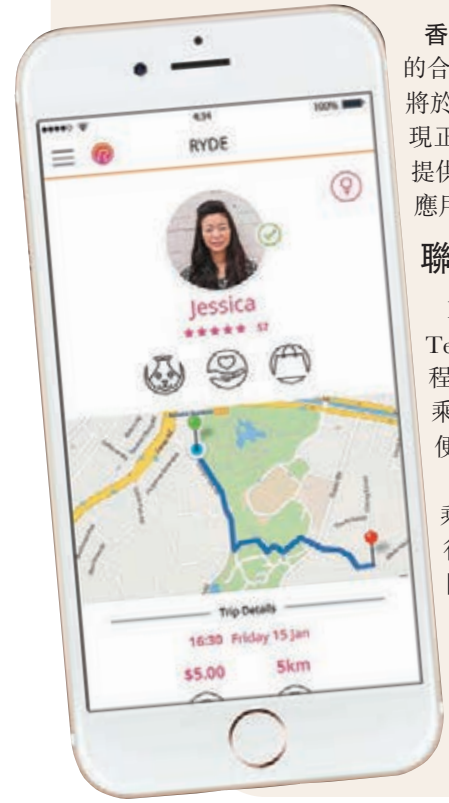 4:34
100%
RYDE
Jessica
57
Trip Details
16:30 Friday 15 Jan
$5.00
5km
香
的合
將於
現正
提供
應用
聯
Te
程
乘
便
乘